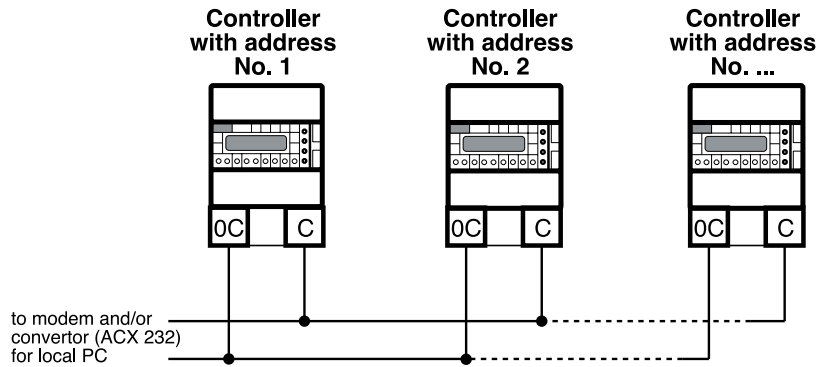 Controller
with address
No. 1
Controller
with address
No. 2
Controller
with address
No. ...
0C C
0C C
0C C
to modem and/or
convertor (ACX 232)
for local PC